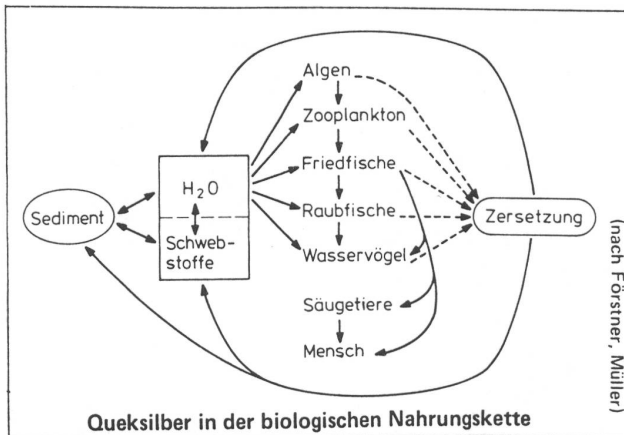 Algen
Zooplankton
Friedfische
H₂O
Raubfische
Sediment
Zersetzung
Schweb-
stoffe
Wasservögel
Säugetiere
Mensch
(nach Förstner, Müller)
Queksilber in der biologischen Nahrungskette